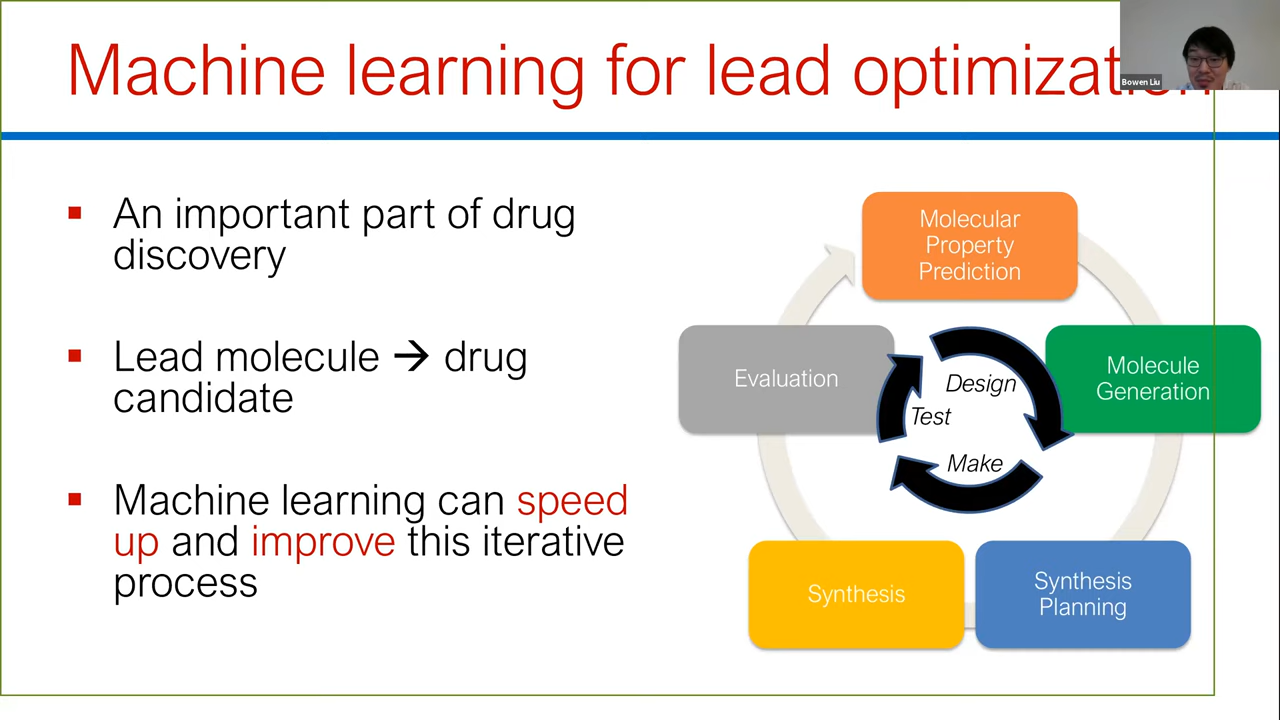 Machine learning for lead optimization
Bowen Liu
▪ An important part of drug
discovery
▪ Lead molecule → drug
candidate
▪ Machine learning can speed
up and improve this iterative
process
Molecular
Property
Prediction
Molecule
Generation
Synthesis
Planning
Synthesis
Evaluation
Design
Test
Make